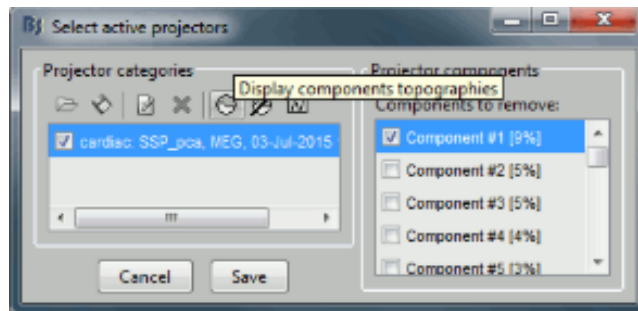 Select active projectors
Projector categories
Display components topographies
Projector components
Components to remove:
cardiac: SSP_pca, MEG, 03-Jul-2015
Component #1 [9%]
Component #2 [5%]
Component #3 [5%]
Component #4 [4%]
Component #5 [3%]
Cancel
Save